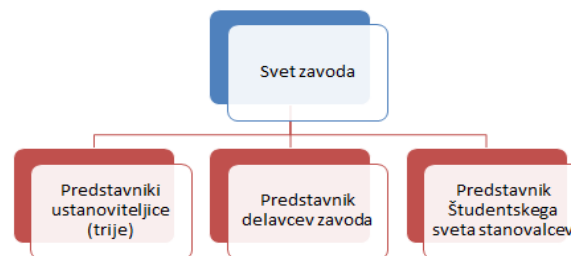 Svet zavoda
Predstavniki
ustanoviteljice
(trije)
Predstavnik
delavcev zavoda
Predstavnik
Študentskega
sveta stanovalcev